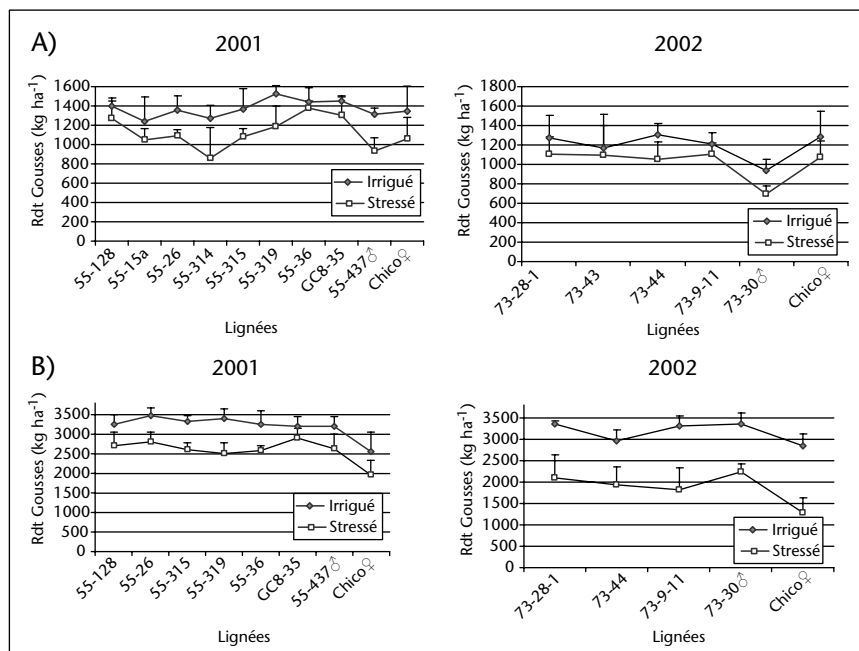 A)
2001
Rdt Gousses (kg ha-1)
1600
1400
1200
1000
800
600
400
200
0
Irrigué
Stressé
55-128
55-15a
55-26
55-314
55-315
55-319
55-36
GC8-35
55-437♂
Chico♀
Lignées
2002
Rdt Gousses (kg ha-1)
1800
1600
1400
1200
1000
800
600
400
200
0
Irrigué
Stressé
73-28-1
73-43
73-44
73-9-11
73-30♂
Chico♀
Lignées
B)
2001
Rdt Gousses (kg ha-1)
3500
3000
2500
2000
1500
1000
500
0
Irrigué
Stressé
55-128
55-26
55-315
55-319
55-36
GC8-35
55-437♂
Chico♀
Lignées
2002
Rdt Gousses (kg ha-1)
3500
3000
2500
2000
1500
1000
500
0
Irrigué
Stressé
73-28-1
73-44
73-9-11
73-30♂
Chico♀
Lignées